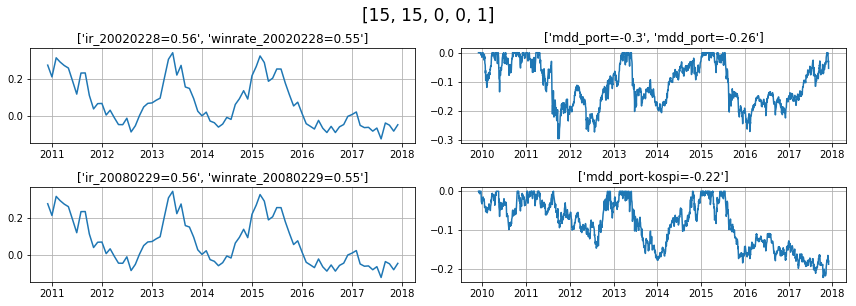 [15, 15, 0, 0, 1]
['ir_20020228=0.56', 'winrate_20020228=0.55']
0.2
0.0
2011 2012 2013 2014 2015 2016 2017 2018
['mdd_port=-0.3', 'mdd_port=-0.26']
0.0
−0.1
−0.2
−0.3
2010 2011 2012 2013 2014 2015 2016 2017 2018
['ir_20080229=0.56', 'winrate_20080229=0.55']
0.2
0.0
2011 2012 2013 2014 2015 2016 2017 2018
['mdd_port-kospi=-0.22']
0.0
−0.1
−0.2
2010 2011 2012 2013 2014 2015 2016 2017 2018